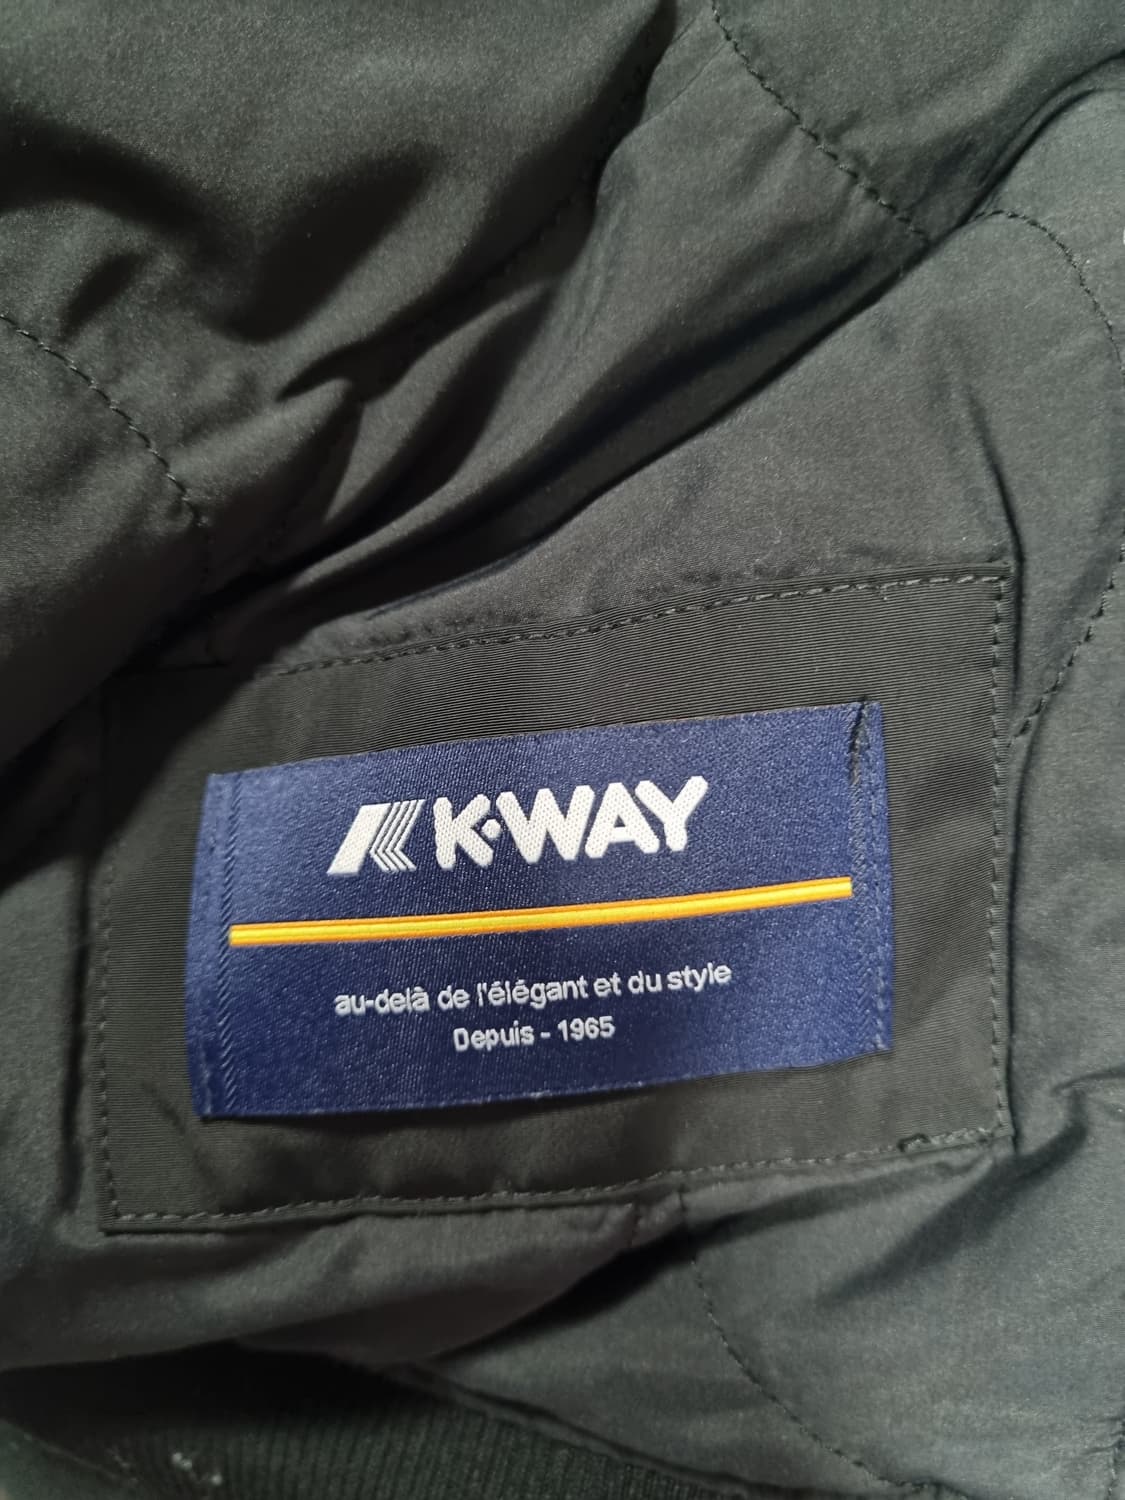 K·WAY
au-delà de l'élégant et du style
Depuis - 1965